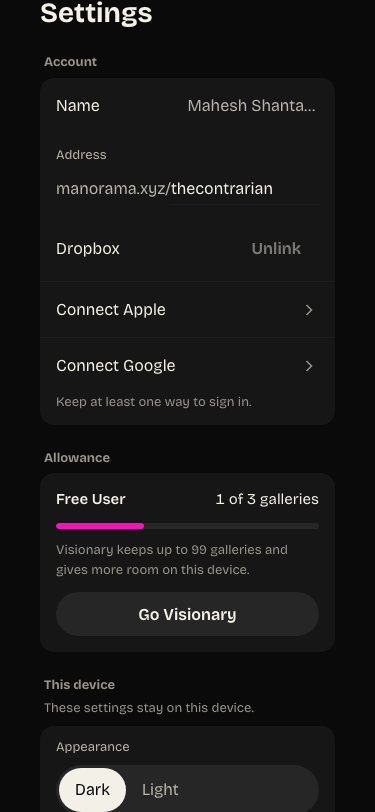 Settings
Account
Name
Mahesh Shanta...
Address
manorama.xyz/thecontrarian
Dropbox
Unlink
Connect Apple
Connect Google
Keep at least one way to sign in.
Allowance
Free User
1 of 3 galleries
Visionary keeps up to 99 galleries and
gives more room on this device.
Go Visionary
This device
These settings stay on this device.
Appearance
Dark
Light